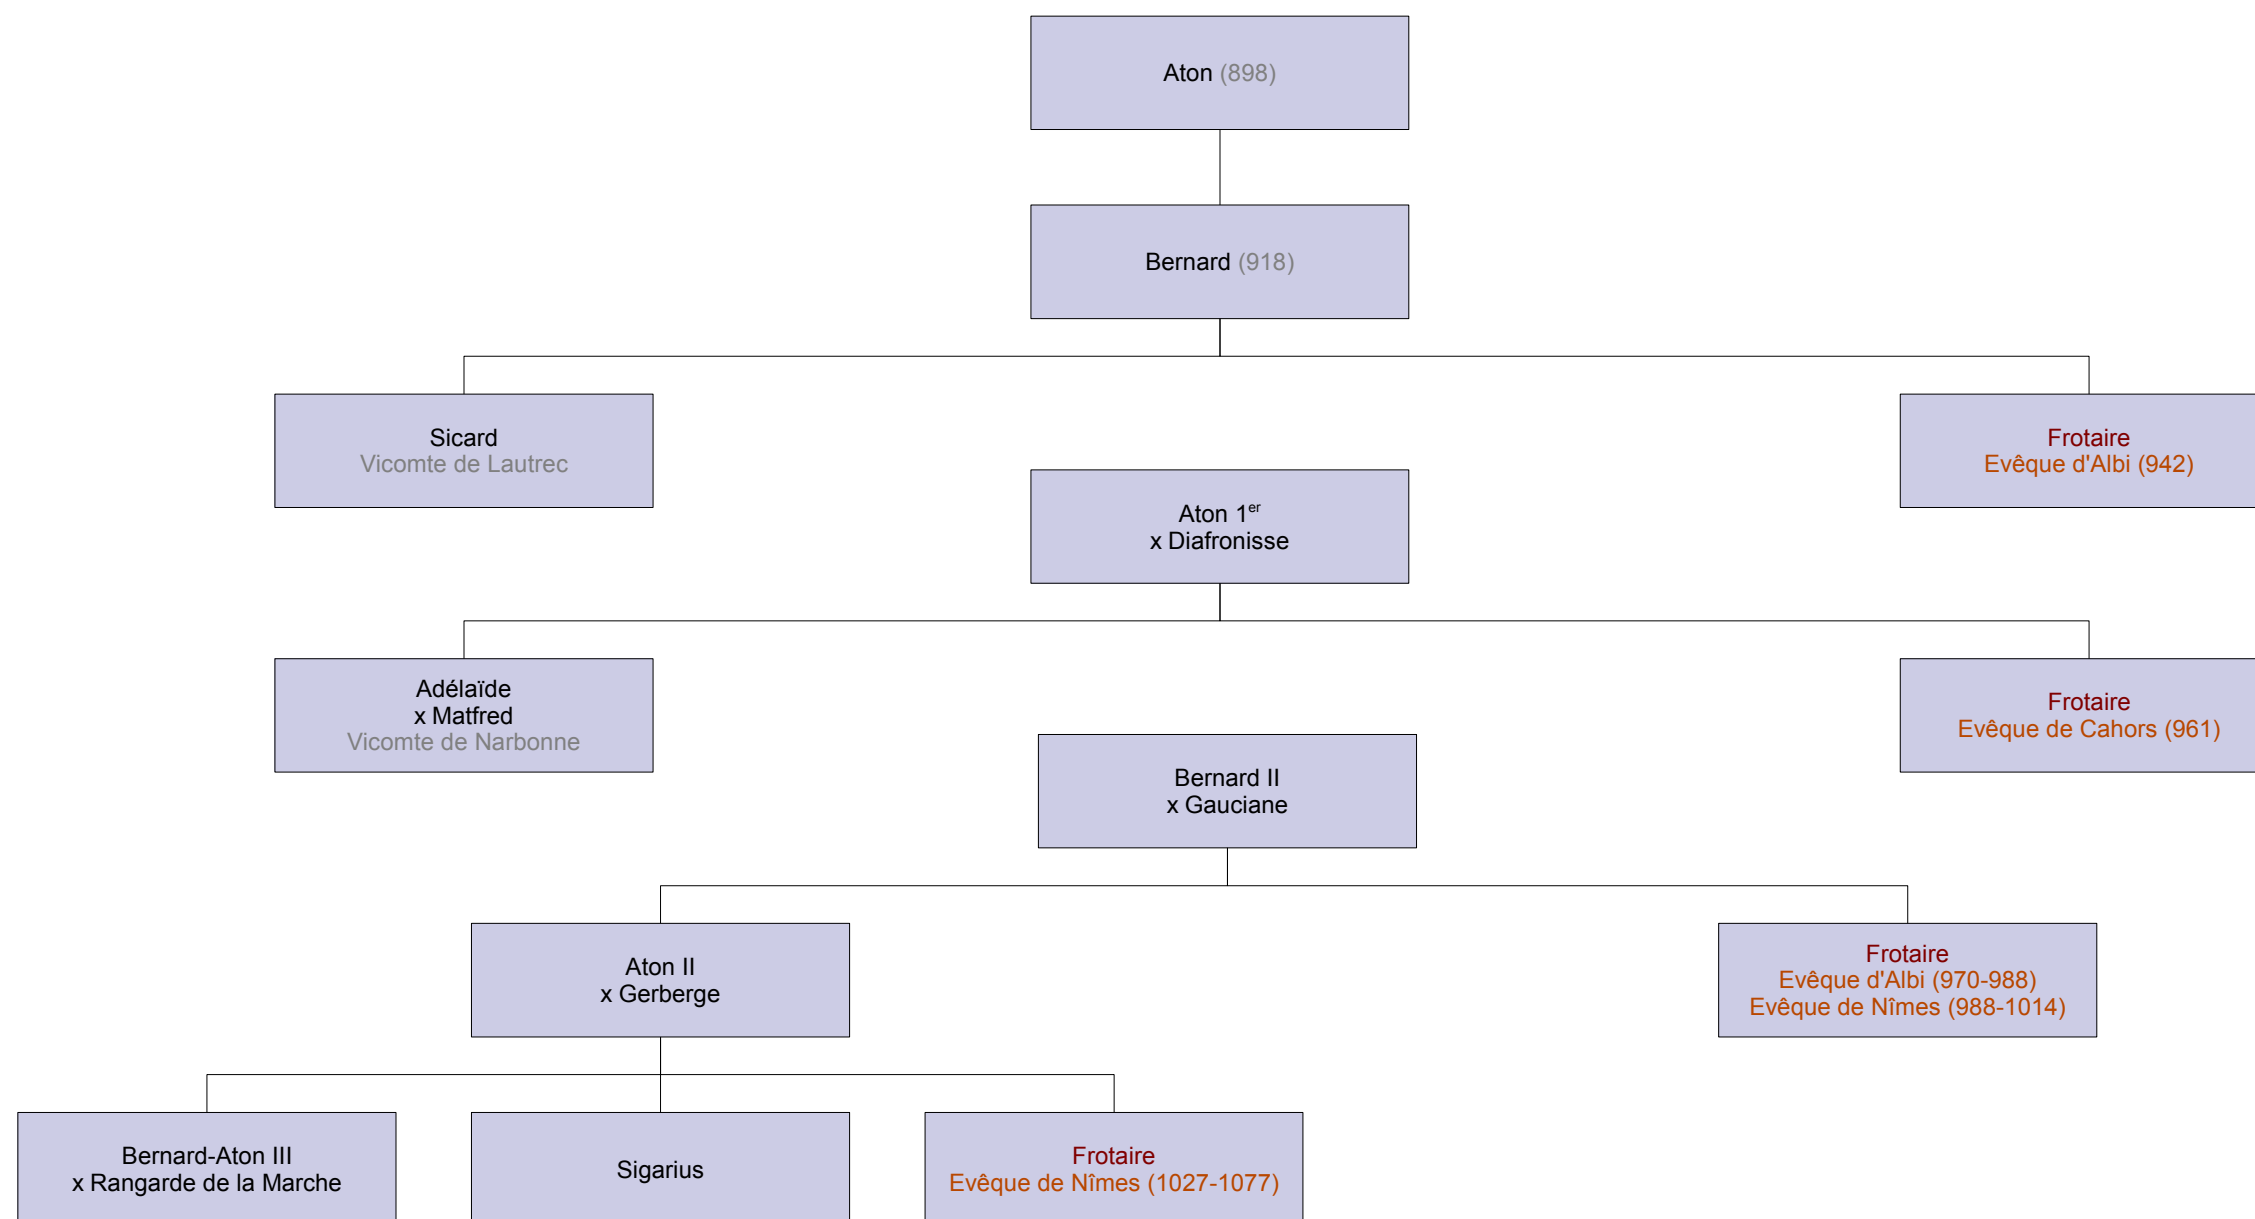 Aton (898)
Bernard (918)
Sicard
Vicomte de Lautrec
Frotaire
Evêque d'Albi (942)
Aton 1er
x Diafronisse
Adélaïde
x Matfred
Vicomte de Narbonne
Frotaire
Evêque de Cahors (961)
Bernard II
x Gauciane
Aton II
x Gerberge
Frotaire
Evêque d'Albi (970-988)
Evêque de Nîmes (988-1014)
Bernard-Aton III
x Rangarde de la Marche
Sigarius
Frotaire
Evêque de Nîmes (1027-1077)